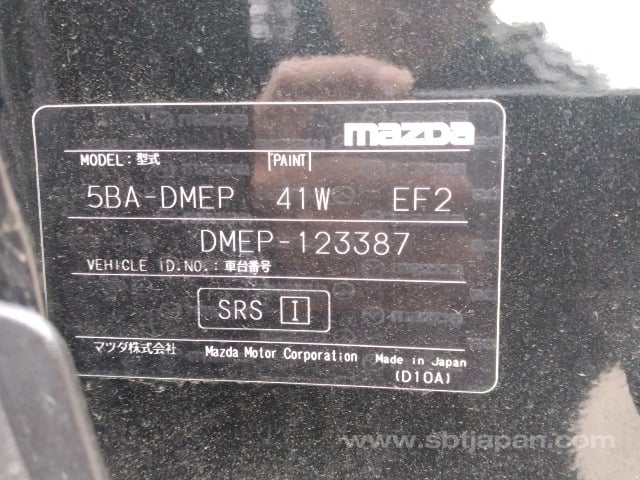 mazda
MODEL: 型式 PAINT
5BA-DMEP 41W EF2
DMEP-123387
VEHICLE ID.NO.: 車台番号
SRS I
マツダ株式会社 Mazda Motor Corporation Made in Japan
(D10A)
www.sbtjapan.com